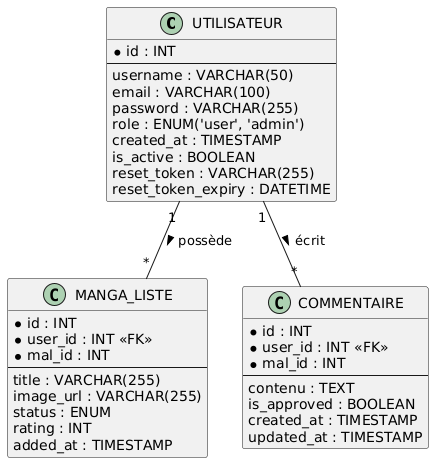 C UTILISATEUR
id : INT
username : VARCHAR(50)
email : VARCHAR(100)
password : VARCHAR(255)
role : ENUM('user', 'admin')
created_at : TIMESTAMP
is_active : BOOLEAN
reset_token : VARCHAR(255)
reset_token_expiry : DATETIME
1 1
possède écrit
* *
C MANGA_LISTE
id : INT
user_id : INT «FK»
mal_id : INT
title : VARCHAR(255)
image_url : VARCHAR(255)
status : ENUM
rating : INT
added_at : TIMESTAMP
C COMMENTAIRE
id : INT
user_id : INT «FK»
mal_id : INT
contenu : TEXT
is_approved : BOOLEAN
created_at : TIMESTAMP
updated_at : TIMESTAMP